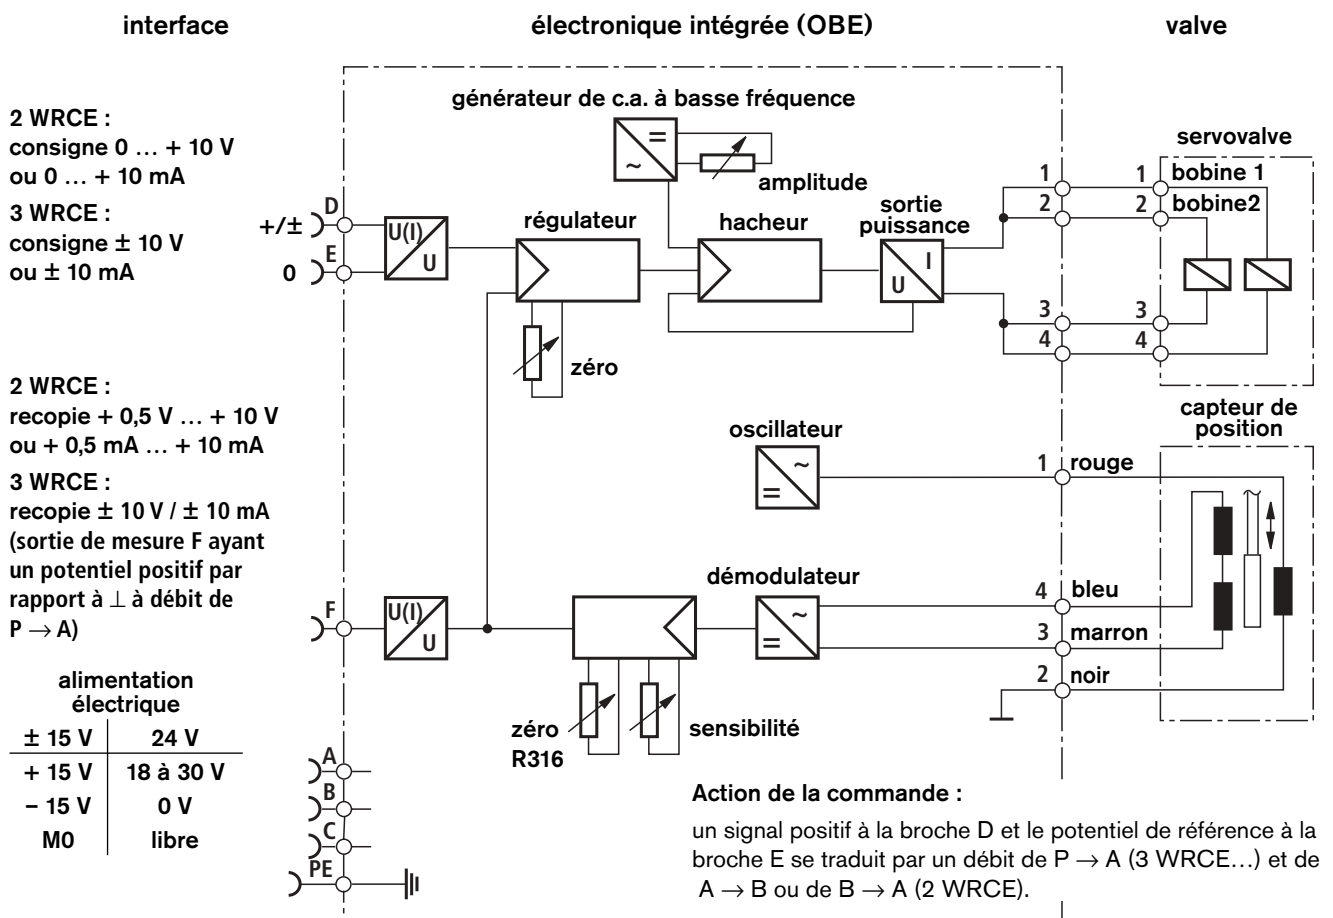 interface
électronique intégrée (OBE)
valve
2 WRCE :
consigne 0 … + 10 V
ou 0 … + 10 mA
3 WRCE :
consigne ± 10 V
ou ± 10 mA
+/±
D
0
E
U(I)
U
générateur de c.a. à basse fréquence
=
~
amplitude
régulateur
zéro
hacheur
sortie
puissance
I
U
1
2
3
4
servovalve
1
bobine 1
2
bobine2
3
4
2 WRCE :
recopie + 0,5 V … + 10 V
ou + 0,5 mA … + 10 mA
3 WRCE :
recopie ± 10 V / ± 10 mA
(sortie de mesure F ayant
un potentiel positif par
rapport à ⊥ à débit de
P → A)
F
U(I)
U
oscillateur
~
=
démodulateur
~
=
zéro
R316
sensibilité
capteur de
position
1 rouge
4 bleu
3 marron
2 noir
alimentation
électrique
± 15 V 24 V
+ 15 V 18 à 30 V
– 15 V 0 V
M0 libre
A
B
C
PE
Action de la commande :
un signal positif à la broche D et le potentiel de référence à la
broche E se traduit par un débit de P → A (3 WRCE…) et de
A → B ou de B → A (2 WRCE).